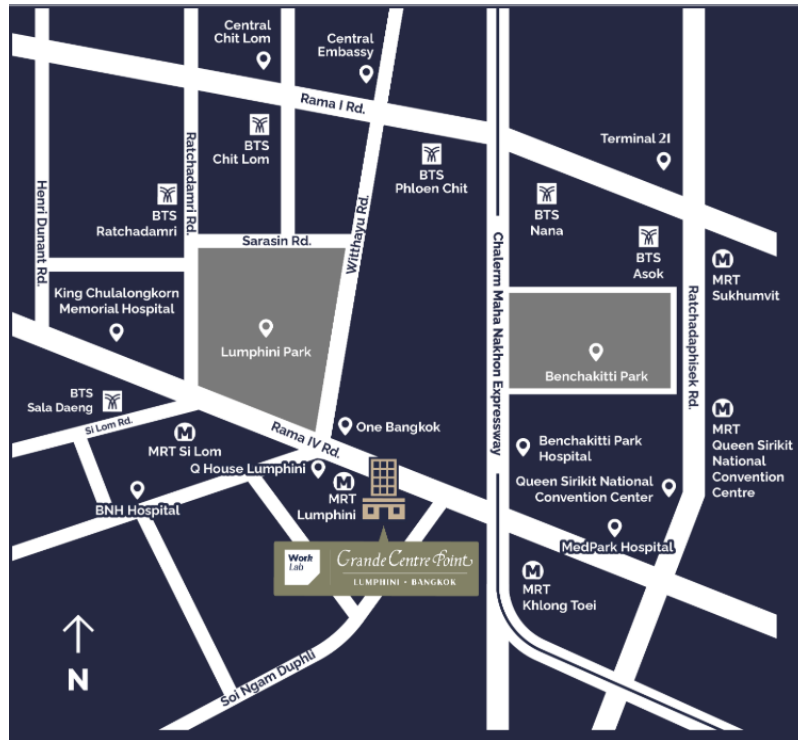 Central
Chit Lom
Central
Embassy
Rama I Rd.
BTS
Chit Lom
Terminal 21
BTS
Phloen Chit
Henri Dunant Rd.
Ratchadamri Rd.
BTS
Ratchadamri
BTS
Nana
Sarasin Rd.
Witthayu Rd.
BTS
Asok
M
MRT
Sukhumvit
King Chulalongkorn
Memorial Hospital
Lumphini Park
Chalerm Maha Nakhon Expressway
Benchakitti Park
Ratchadaphisek Rd.
BTS
Sala Daeng
Si Lom Rd.
M
MRT Si Lom
Rama IV Rd.
One Bangkok
M
MRT
Queen Sirikit
National
Convention
Centre
Benchakitti Park
Hospital
Q House Lumphini
M
MRT
Lumphini
Queen Sirikit National
Convention Center
BNH Hospital
MedPark Hospital
Work
Lab
Grande Centre Point
LUMPHINI • BANGKOK
M
MRT
Khlong Toei
Soi Ngam Duphli
N